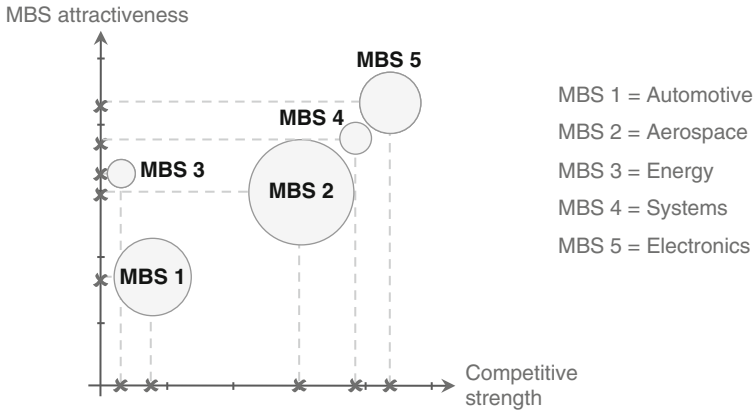 MBS attractiveness
MBS 5
MBS 4
MBS 3
MBS 2
MBS 1
MBS 1 = Automotive
MBS 2 = Aerospace
MBS 3 = Energy
MBS 4 = Systems
MBS 5 = Electronics
Competitive
strength